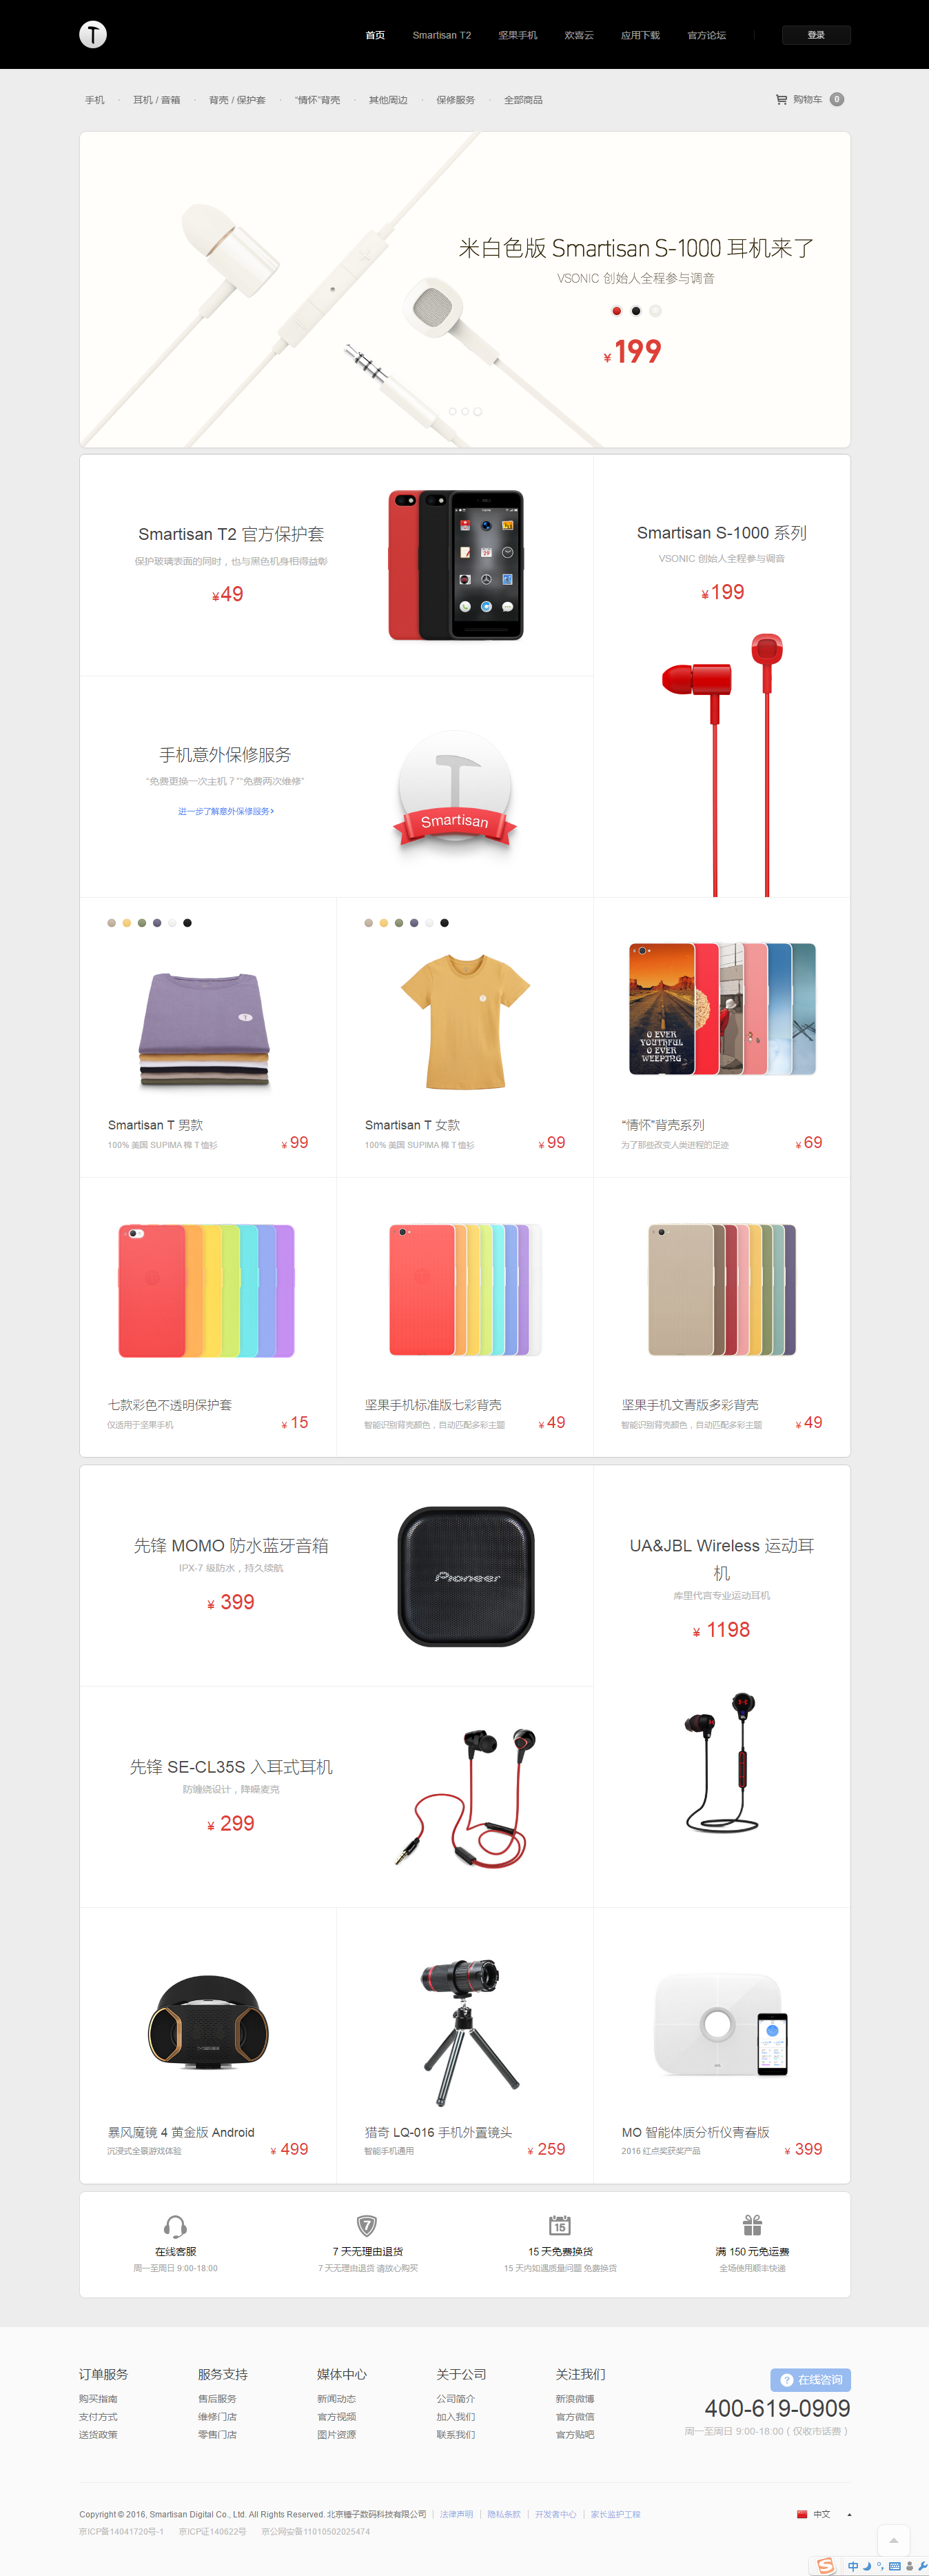 首页 Smartisan T2 坚果手机 欢喜云 应用下载 官方论坛 登录
手机 · 耳机 / 音箱 · 背壳 / 保护套 · “情怀”背壳 · 其他周边 · 保修服务 · 全部商品 购物车 0
米白色版 Smartisan S-1000 耳机来了
VSONIC 创始人全程参与调音
¥199
Smartisan T2 官方保护套
保护玻璃表面的同时，也与黑色机身相得益彰
¥49
Smartisan S-1000 系列
VSONIC 创始人全程参与调音
¥199
手机意外保修服务
“免费更换一次主机？”“免费两次维修”
进一步了解意外保修服务>
Smartisan
Smartisan T 男款
100% 美国 SUPIMA 棉 T 恤衫
¥ 99
Smartisan T 女款
100% 美国 SUPIMA 棉 T 恤衫
¥ 99
O EVER
YOUTHFUL
O EVER
WEEPING
“情怀”背壳系列
为了那些改变人类进程的足迹
¥ 69
七款彩色不透明保护套
仅适用于坚果手机
¥ 15
坚果手机标准版七彩背壳
智能识别背壳颜色，自动匹配多彩主题
¥ 49
坚果手机文青版多彩背壳
智能识别背壳颜色，自动匹配多彩主题
¥ 49
先锋 MOMO 防水蓝牙音箱
IPX-7 级防水，持久续航
¥ 399
Pioneer
UA&JBL Wireless 运动耳
机
库里代言专业运动耳机
¥ 1198
先锋 SE-CL35S 入耳式耳机
防缠绕设计，降噪麦克
¥ 299
暴风魔镜 4 黄金版 Android
沉浸式全景游戏体验
¥ 499
猎奇 LQ-016 手机外置镜头
智能手机通用
¥ 259
MO 智能体质分析仪青春版
2016 红点奖获奖产品
¥ 399
在线客服
周一至周日 9:00-18:00
7
7 天无理由退货
7 天无理由退货 请放心购买
15
15 天免费换货
15 天内如遇质量问题 免费换货
满 150 元免运费
全场使用顺丰快递
订单服务
购买指南
支付方式
送货政策
服务支持
售后服务
维修门店
零售门店
媒体中心
新闻动态
官方视频
图片资源
关于公司
公司简介
加入我们
联系我们
关注我们
新浪微博
官方微信
官方贴吧
? 在线咨询
400-619-0909
周一至周日 9:00-18:00（仅收市话费）
Copyright © 2016, Smartisan Digital Co., Ltd. All Rights Reserved. 北京锤子数码科技有限公司 | 法律声明 | 隐私条款 | 开发者中心 | 家长监护工程
中文
京ICP备14041720号-1 京ICP证140622号 京公网安备11010502025474
中